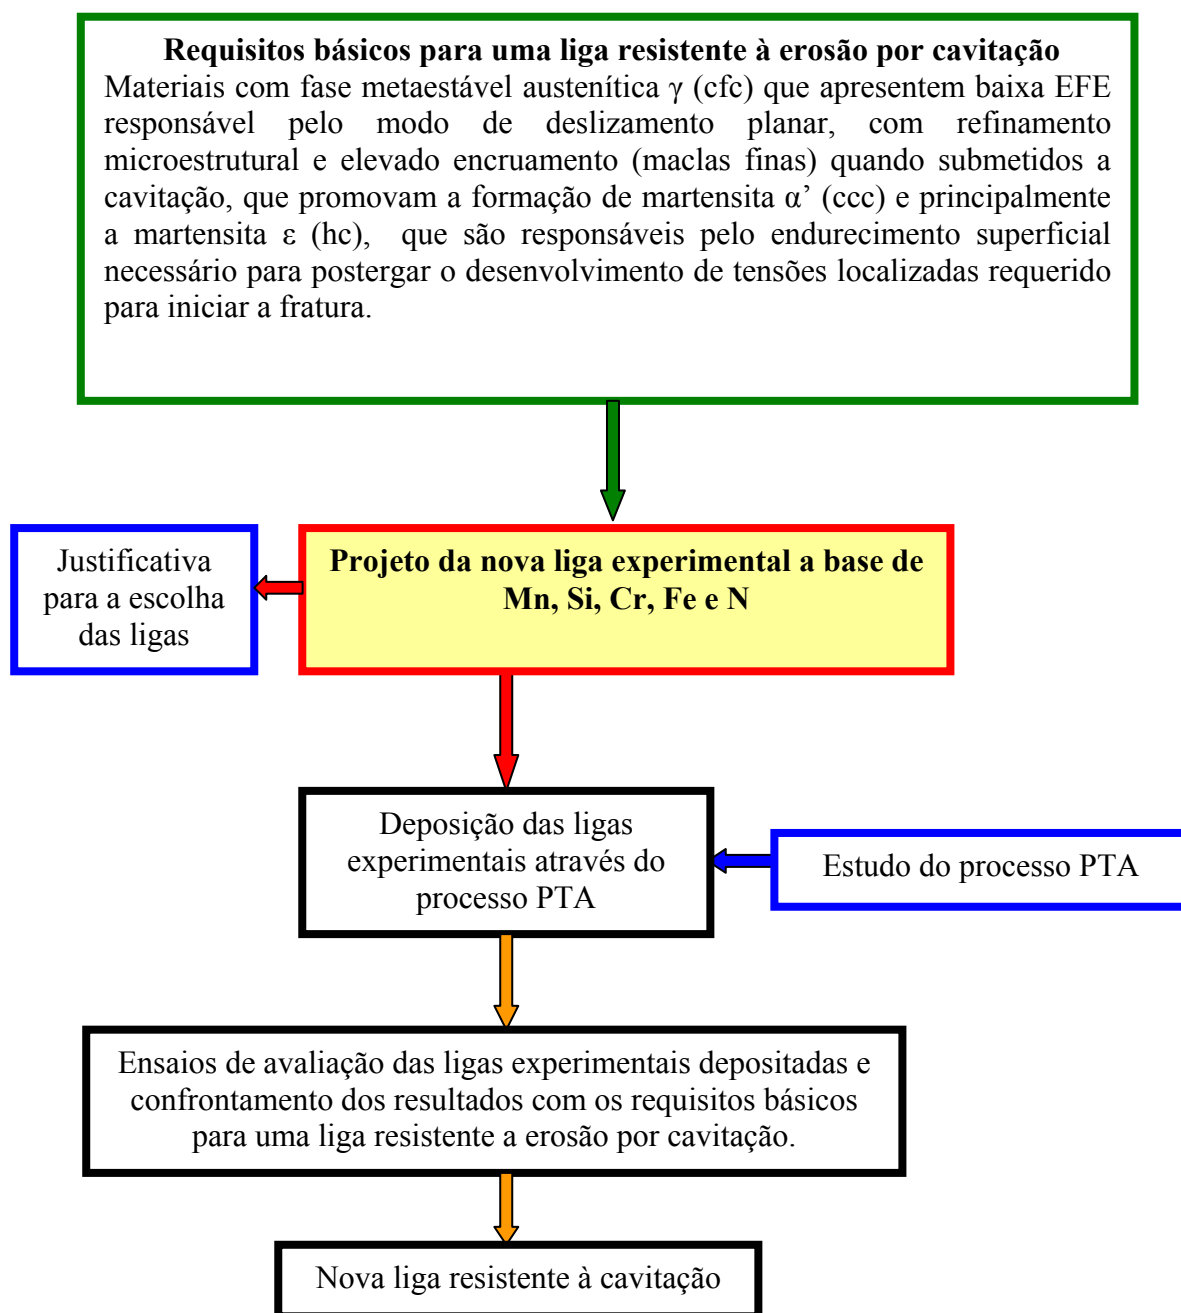 Requisitos básicos para uma liga resistente à erosão por cavitação
Materiais com fase metaestável austenítica γ (cfc) que apresentem baixa EFE
responsável pelo modo de deslizamento planar, com refinamento
microestrutural e elevado encruamento (maclas finas) quando submetidos a
cavitação, que promovam a formação de martensita α’ (ccc) e principalmente
a martensita ε (hc), que são responsáveis pelo endurecimento superficial
necessário para postergar o desenvolvimento de tensões localizadas requerido
para iniciar a fratura.
Justificativa
para a escolha
das ligas
Projeto da nova liga experimental a base de
Mn, Si, Cr, Fe e N
Deposição das ligas
experimentais através do
processo PTA
Estudo do processo PTA
Ensaios de avaliação das ligas experimentais depositadas e
confrontamento dos resultados com os requisitos básicos
para uma liga resistente a erosão por cavitação.
Nova liga resistente à cavitação